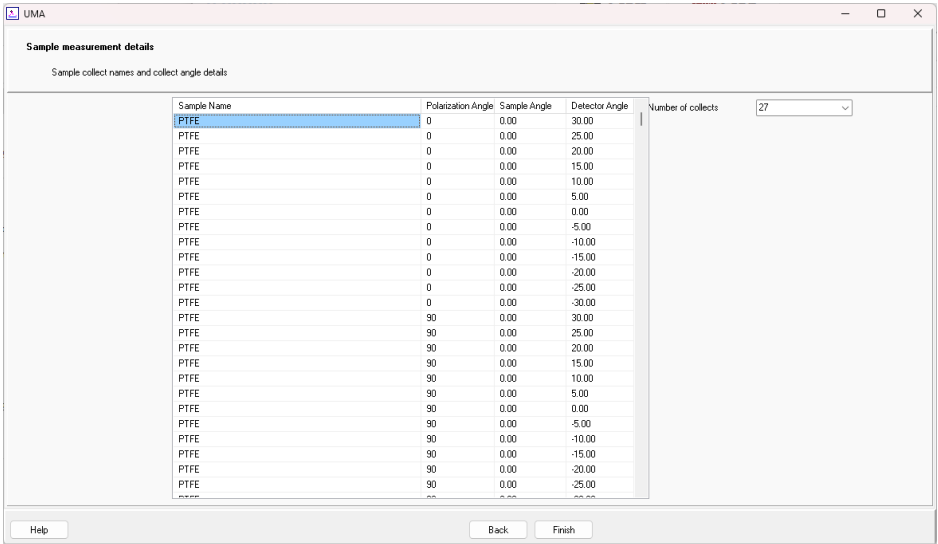 UMA
Sample measurement details
Sample collect names and collect angle details
Sample Name Polarization Angle Sample Angle Detector Angle Number of collects 27
PTFE 0 0.00 30.00
PTFE 0 0.00 25.00
PTFE 0 0.00 20.00
PTFE 0 0.00 15.00
PTFE 0 0.00 10.00
PTFE 0 0.00 5.00
PTFE 0 0.00 0.00
PTFE 0 0.00 -5.00
PTFE 0 0.00 -10.00
PTFE 0 0.00 -15.00
PTFE 0 0.00 -20.00
PTFE 0 0.00 -25.00
PTFE 0 0.00 -30.00
PTFE 90 0.00 30.00
PTFE 90 0.00 25.00
PTFE 90 0.00 20.00
PTFE 90 0.00 15.00
PTFE 90 0.00 10.00
PTFE 90 0.00 5.00
PTFE 90 0.00 0.00
PTFE 90 0.00 -5.00
PTFE 90 0.00 -10.00
PTFE 90 0.00 -15.00
PTFE 90 0.00 -20.00
PTFE 90 0.00 -25.00
Help Back Finish